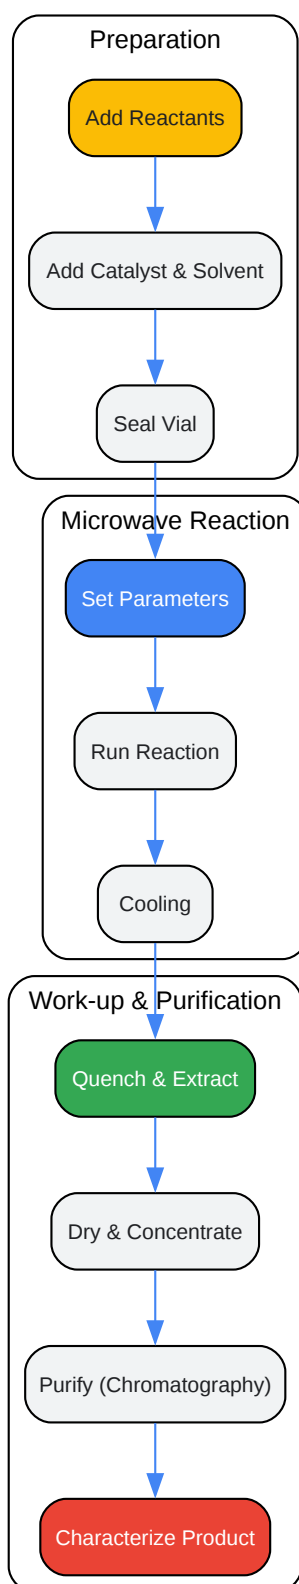 Preparation
Add Reactants
Add Catalyst & Solvent
Seal Vial
Microwave Reaction
Set Parameters
Run Reaction
Cooling
Work-up & Purification
Quench & Extract
Dry & Concentrate
Purify (Chromatography)
Characterize Product